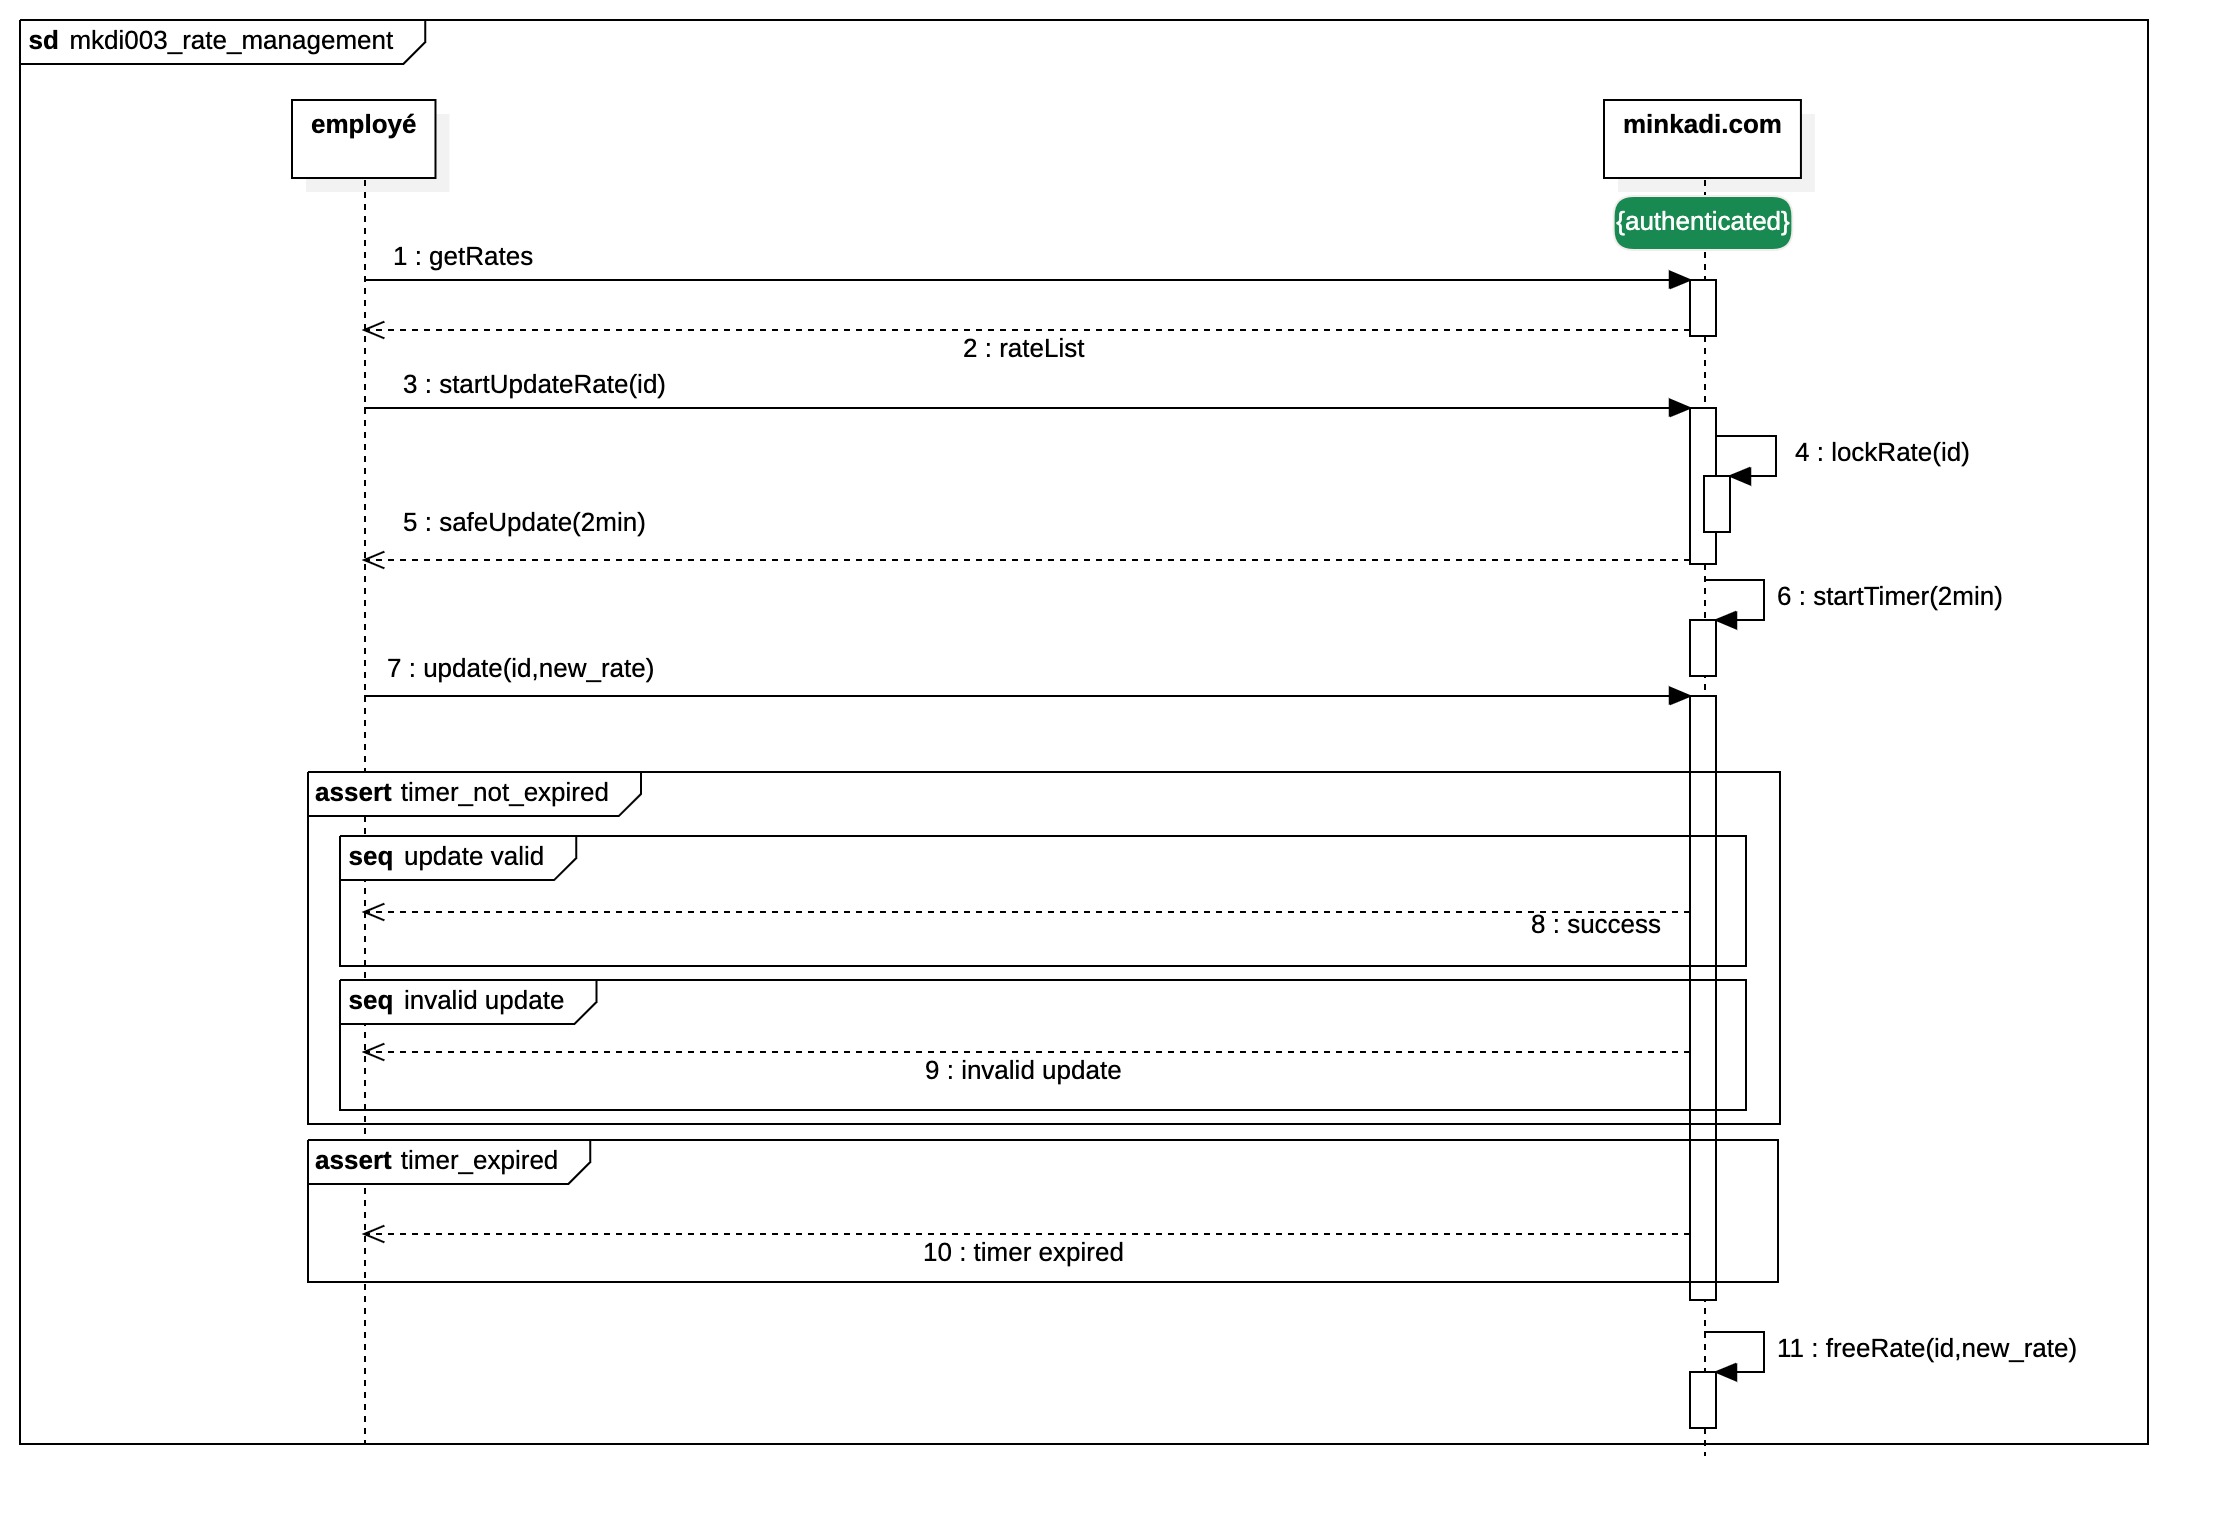 sd mkdi003_rate_management
employé
minkadi.com
{authenticated}
1 : getRates
2 : rateList
3 : startUpdateRate(id)
4 : lockRate(id)
5 : safeUpdate(2min)
6 : startTimer(2min)
7 : update(id,new_rate)
assert timer_not_expired
seq update valid
8 : success
seq invalid update
9 : invalid update
assert timer_expired
10 : timer expired
11 : freeRate(id,new_rate)